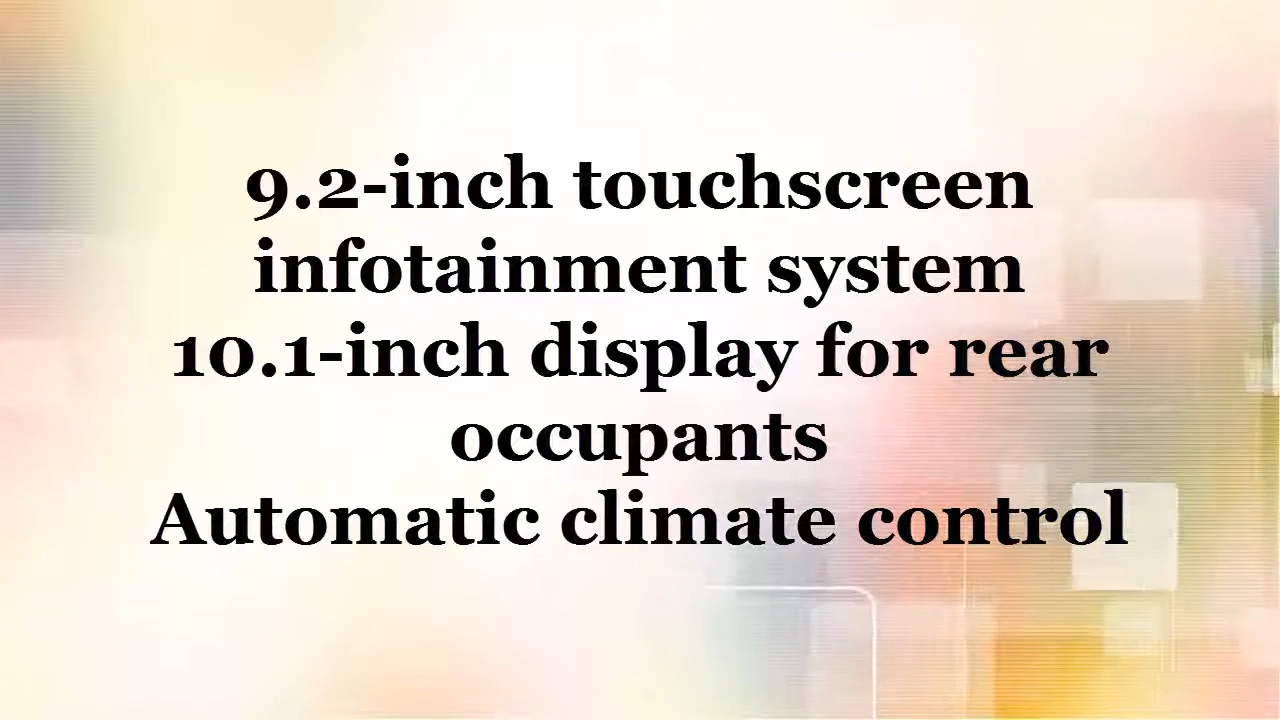 9.2-inch touchscreen
infotainment system
10.1-inch display for rear
occupants
Automatic climate control